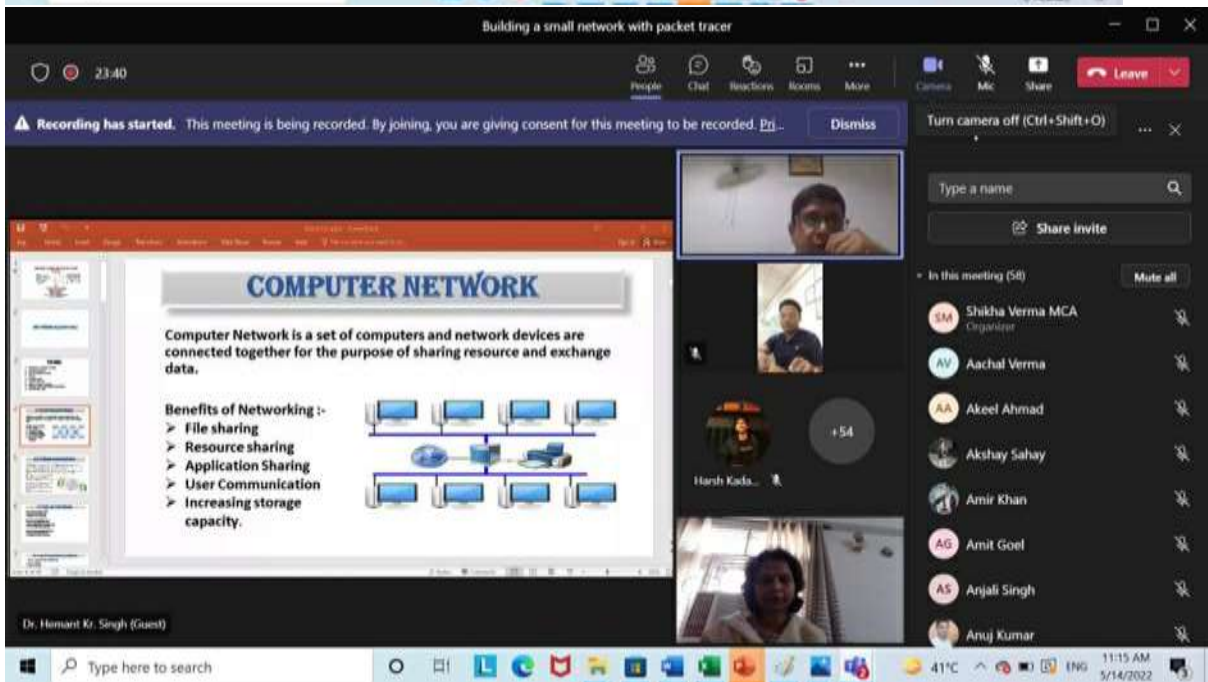 Building a small network with packet tracer
23:40
People
Chat
Reactions
Rooms
More
Camera
Mic
Share
Leave
Recording has started. This meeting is being recorded. By joining, you are giving consent for this meeting to be recorded. Pri...
Dismiss
Turn camera off (Ctrl+Shift+O)
Type a name
Share invite
In this meeting (58)
Mute all
SM
Shikha Verma MCA
Organizer
AV
Aachal Verma
AA
Akeel Ahmad
Akshay Sahay
Amir Khan
AG
Amit Goel
AS
Anjali Singh
Anuj Kumar
COMPUTER NETWORK
Computer Network is a set of computers and network devices are
connected together for the purpose of sharing resource and exchange
data.
Benefits of Networking :-
➢ File sharing
➢ Resource sharing
➢ Application Sharing
➢ User Communication
➢ Increasing storage
capacity.
+54
Harsh Kada...
Dr. Hemant Kr. Singh (Guest)
Type here to search
41°C
ENG
11:15 AM
5/14/2022